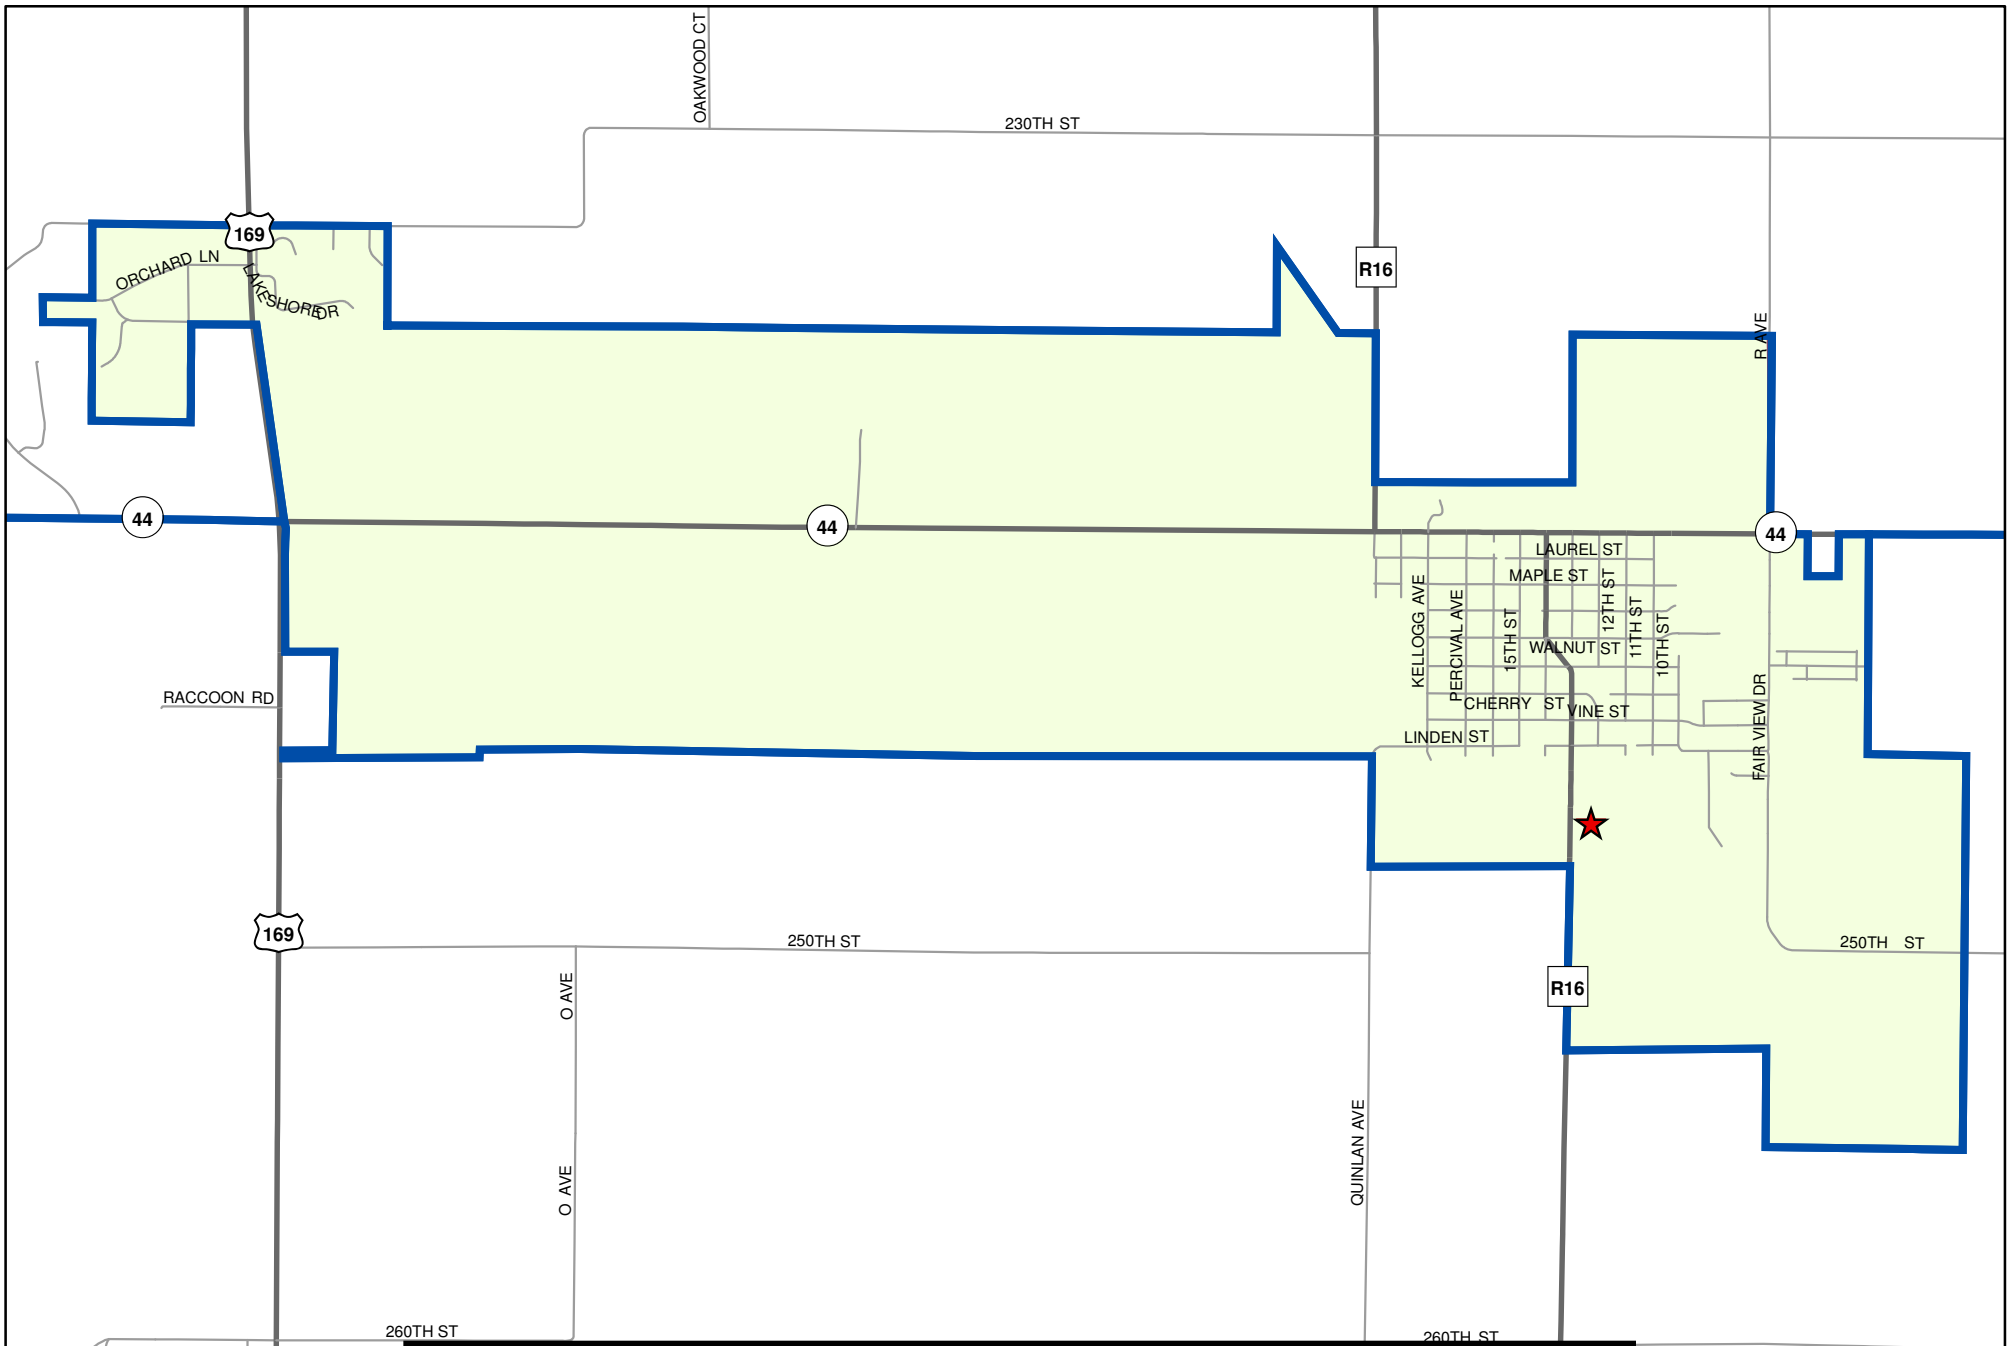 OAKWOOD CT
230TH ST
169
R16
ORCHARD LN
LAKE SHORE DR
R AVE
44
44
44
LAUREL ST
MAPLE ST
KELLOGG AVE
PERCIVAL AVE
15TH ST
12TH ST
11TH ST
10TH ST
WALNUT ST
RACCOON RD
CHERRY ST
VINE ST
LINDEN ST
FAIR VIEW DR
169
250TH ST
250TH ST
O AVE
R16
QUINLAN AVE
O AVE
260TH ST
260TH ST